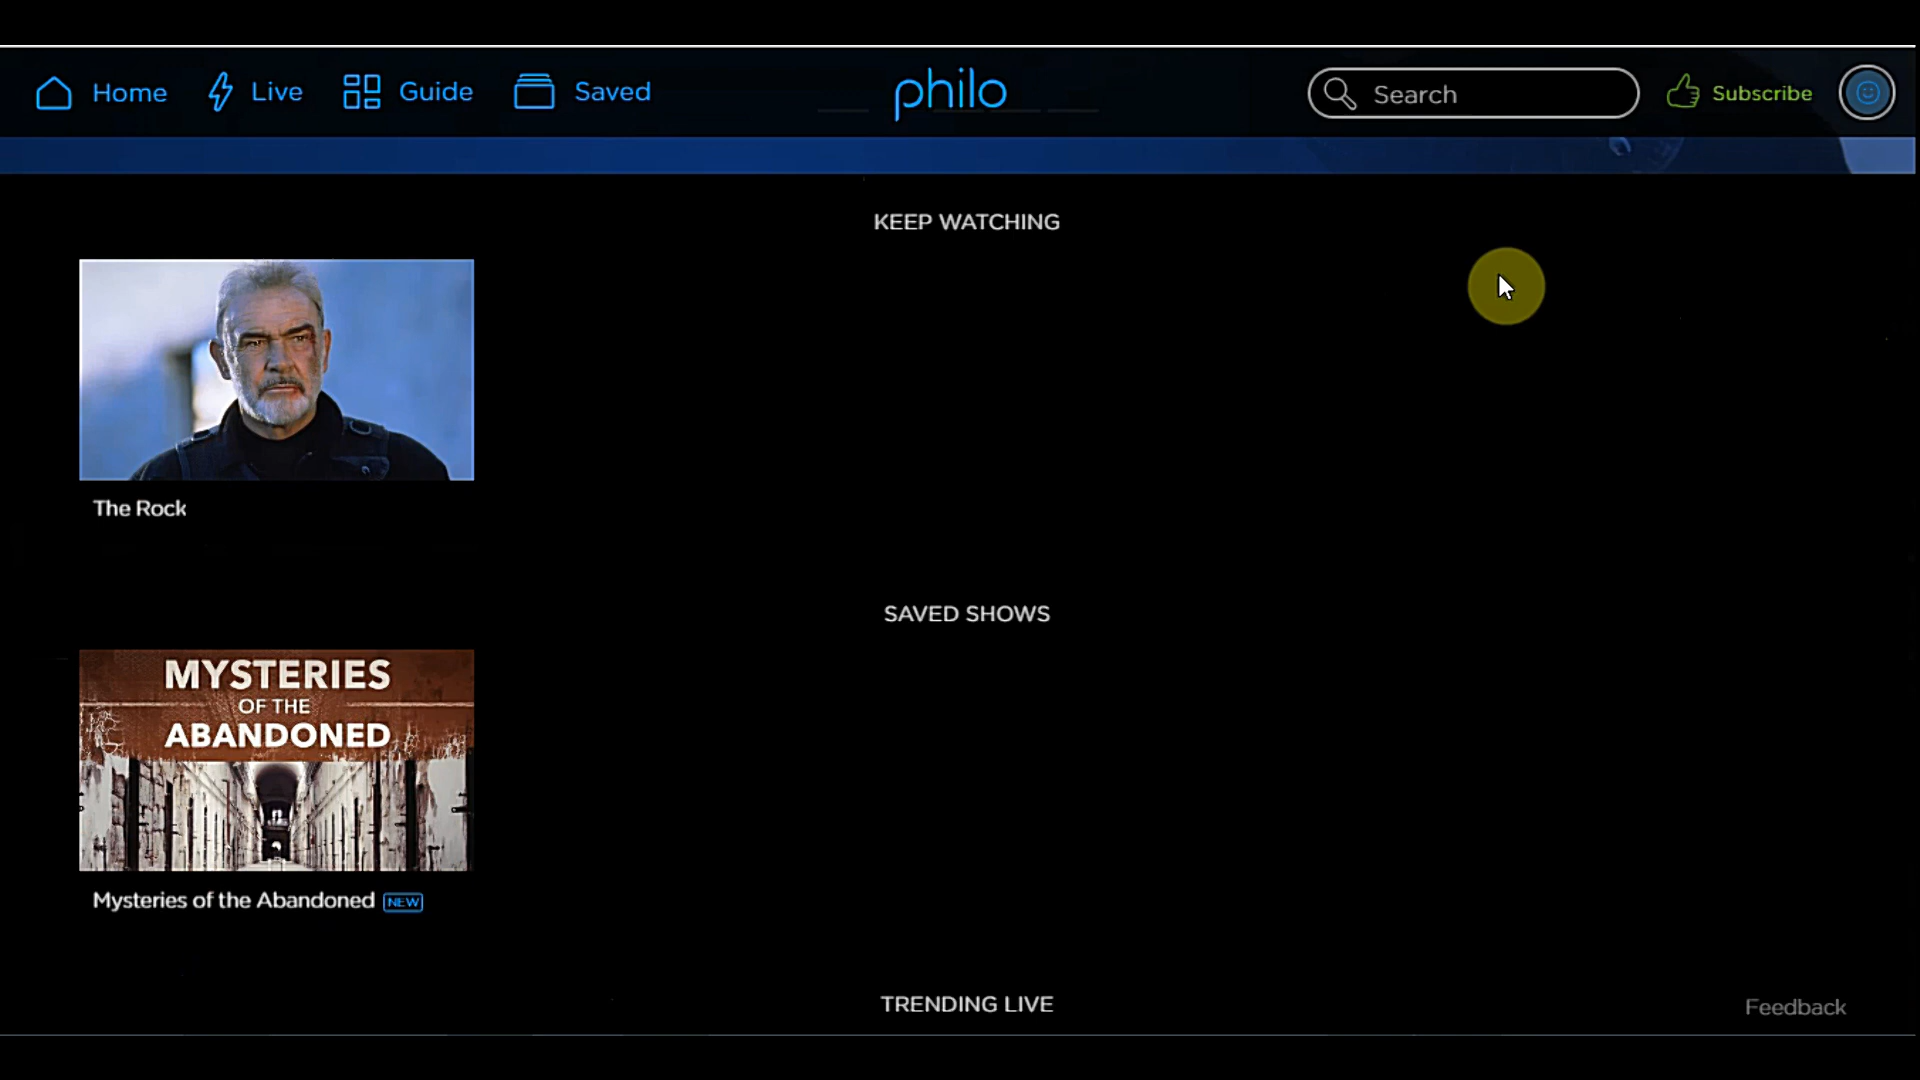 Home
Live
Guide
Saved
philo
Search
Subscribe
KEEP WATCHING
The Rock
SAVED SHOWS
MYSTERIES
OF THE
ABANDONED
Mysteries of the Abandoned NEW
TRENDING LIVE
Feedback